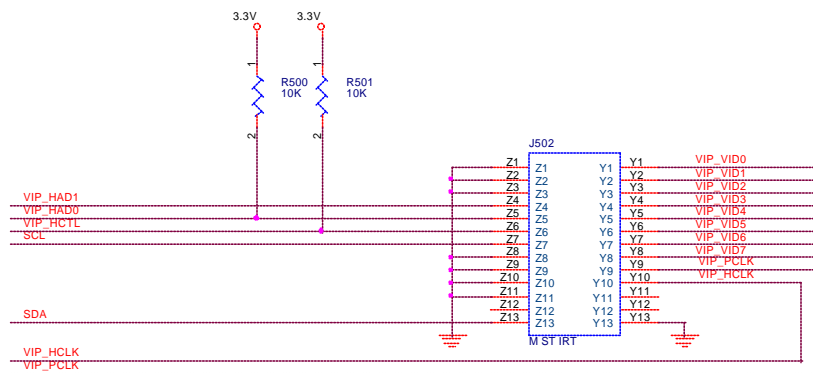 3.3V 3.3V
1 1
R500 R501
10K 10K
2 2
J502
Z1 Z1 Y1 Y1 VIP_VID0
Z2 Z2 Y2 Y2 VIP_VID1
Z3 Z3 Y3 Y3 VIP_VID2
VIP_HAD1 Z4 Z4 Y4 Y4 VIP_VID3
VIP_HAD0 Z5 Z5 Y5 Y5 VIP_VID4
VIP_HCTL Z6 Z6 Y6 Y6 VIP_VID5
SCL Z7 Z7 Y7 Y7 VIP_VID6
Z8 Z8 Y8 Y8 VIP_VID7
Z9 Z9 Y9 Y9 VIP_PCLK
Z10 Z10 Y10 Y10 VIP_HCLK
Z11 Z11 Y11 Y11
Z12 Z12 Y12 Y12
SDA Z13 Z13 Y13 Y13
M ST IRT
VIP_HCLK
VIP_PCLK